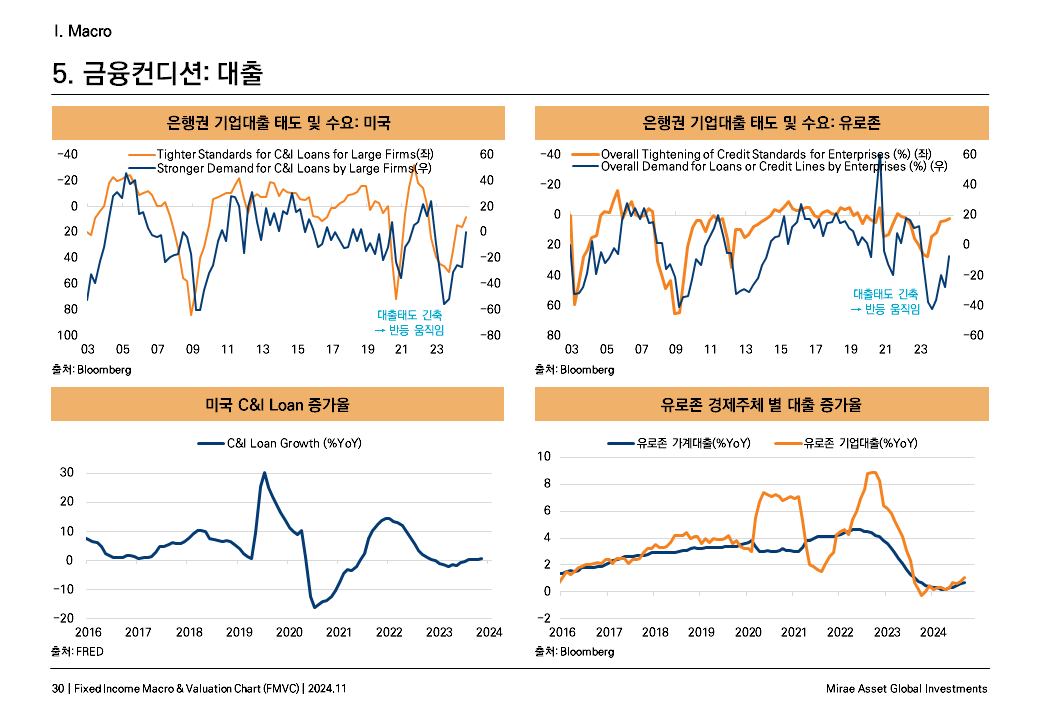 I. Macro
5. 금융컨디션: 대출
은행권 기업대출 태도 및 수요: 미국
Tighter Standards for C&I Loans for Large Firms(좌)
Stronger Demand for C&I Loans by Large Firms(우)
-40
-20
0
20
40
60
80
100
60
40
20
0
-20
-40
-60
-80
대출태도 긴축
→ 반등 움직임
03 05 07 09 11 13 15 17 19 21 23
출처: Bloomberg
은행권 기업대출 태도 및 수요: 유로존
Overall Tightening of Credit Standards for Enterprises (%) (좌)
Overall Demand for Loans or Credit Lines by Enterprises (%) (우)
-40
-20
0
20
40
60
80
60
40
20
0
-20
-40
-60
대출태도 긴축
→ 반등 움직임
03 05 07 09 11 13 15 17 19 21 23
출처: Bloomberg
미국 C&I Loan 증가율
C&I Loan Growth (%YoY)
30
20
10
0
-10
-20
2016 2017 2018 2019 2020 2021 2022 2023 2024
출처: FRED
유로존 경제주체 별 대출 증가율
유로존 가계대출(%YoY) 유로존 기업대출(%YoY)
10
8
6
4
2
0
-2
2016 2017 2018 2019 2020 2021 2022 2023 2024
출처: Bloomberg
30 | Fixed Income Macro & Valuation Chart (FMVC) | 2024.11
Mirae Asset Global Investments